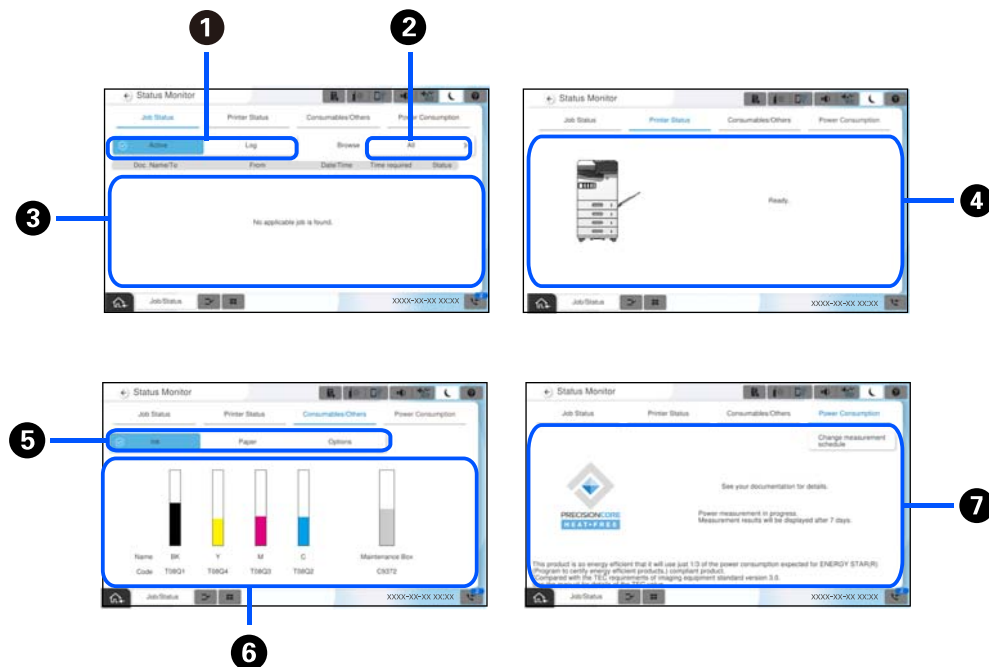 1
2
Status Monitor
Job Status Printer Status Consumables/Others Power Consumption
Active Log Browse All
Doc. Name/To From Date/Time Time required Status
3
No applicable job is found.
Job/Status XXXX-XX-XX XX:XX
Status Monitor
Job Status Printer Status Consumables/Others Power Consumption
Ready.
4
Job/Status XXXX-XX-XX XX:XX
Status Monitor
Job Status Printer Status Consumables/Others Power Consumption
5
Ink Paper Options
Name BK Y M C Maintenance Box
Code T08Q1 T08Q4 T08Q3 T08Q2 C9372
Job/Status XXXX-XX-XX XX:XX
6
Status Monitor
Job Status Printer Status Consumables/Others Power Consumption
Change measurement
schedule
See your documentation for details.
PRECISIONCORE
HEAT-FREE
Power measurement in progress.
Measurement results will be displayed after 7 days.
7
This product is so energy efficient that it will use just 1/3 of the power consumption expected for ENERGY STAR(R)
(Program to certify energy efficient products.) compliant product.
Compared with the TEC requirements of imaging equipment standard version 3.0.
Job/Status XXXX-XX-XX XX:XX